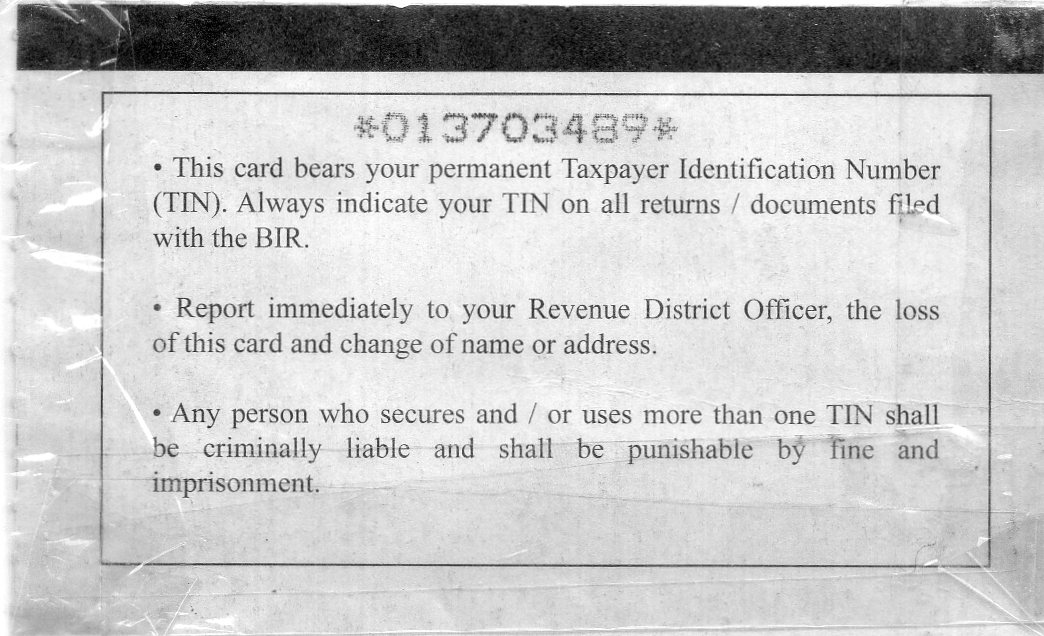 *013703489*
• This card bears your permanent Taxpayer Identification Number
(TIN). Always indicate your TIN on all returns / documents filed
with the BIR.
• Report immediately to your Revenue District Officer, the loss
of this card and change of name or address.
• Any person who secures and / or uses more than one TIN shall
be criminally liable and shall be punishable by fine and
imprisonment.